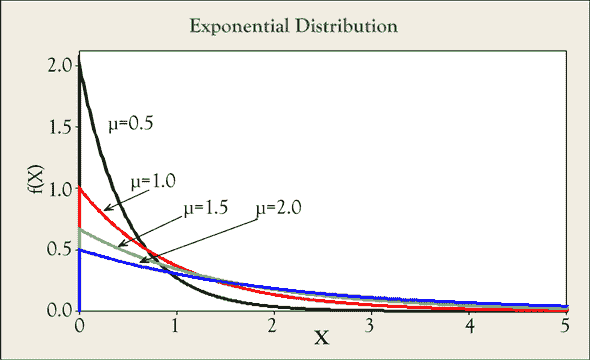 Exponential Distribution
2.0
1.5
1.0
0.5
0.0
f(X)
μ=0.5
μ=1.0
μ=1.5
μ=2.0
0 1 2 3 4 5
X